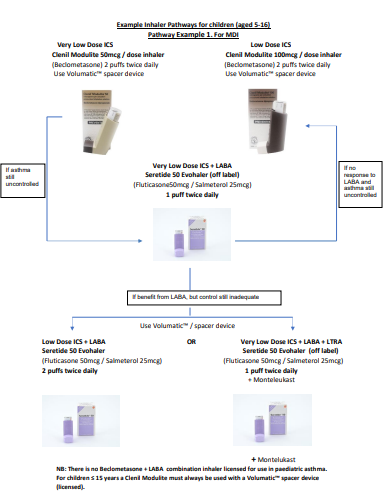 Example Inhaler Pathways for children (aged 5-16)
Pathway Example 1. For MDI
Very Low Dose ICS
Clenil Modulite 50mcg / dose inhaler
(Beclometasone) 2 puffs twice daily
Use Volumatic™ spacer device
Low Dose ICS
Clenil Modulite 100mcg / dose inhaler
(Beclometasone) 2 puffs twice daily
Use Volumatic™ spacer device
If asthma
still
uncontrolled
Very Low Dose ICS + LABA
Seretide 50 Evohaler (off label)
(Fluticasone50mcg / Salmeterol 25mcg)
1 puff twice daily
If no
response to
LABA and
asthma still
uncontrolled
If benefit from LABA, but control still inadequate
Use Volumatic™ / spacer device
Low Dose ICS + LABA
Seretide 50 Evohaler
(Fluticasone 50mcg / Salmeterol 25mcg)
2 puffs twice daily
OR
Very Low Dose ICS + LABA + LTRA
Seretide 50 Evohaler (off label)
(Fluticasone 50mcg / Salmeterol 25mcg)
1 puff twice daily
+ Monteleukast
+ Montelukast
NB: There is no Beclometasone + LABA combination inhaler licensed for use in paediatric asthma.
For children ≤ 15 years a Clenil Modulite must always be used with a Volumatic™ spacer device
(licensed).